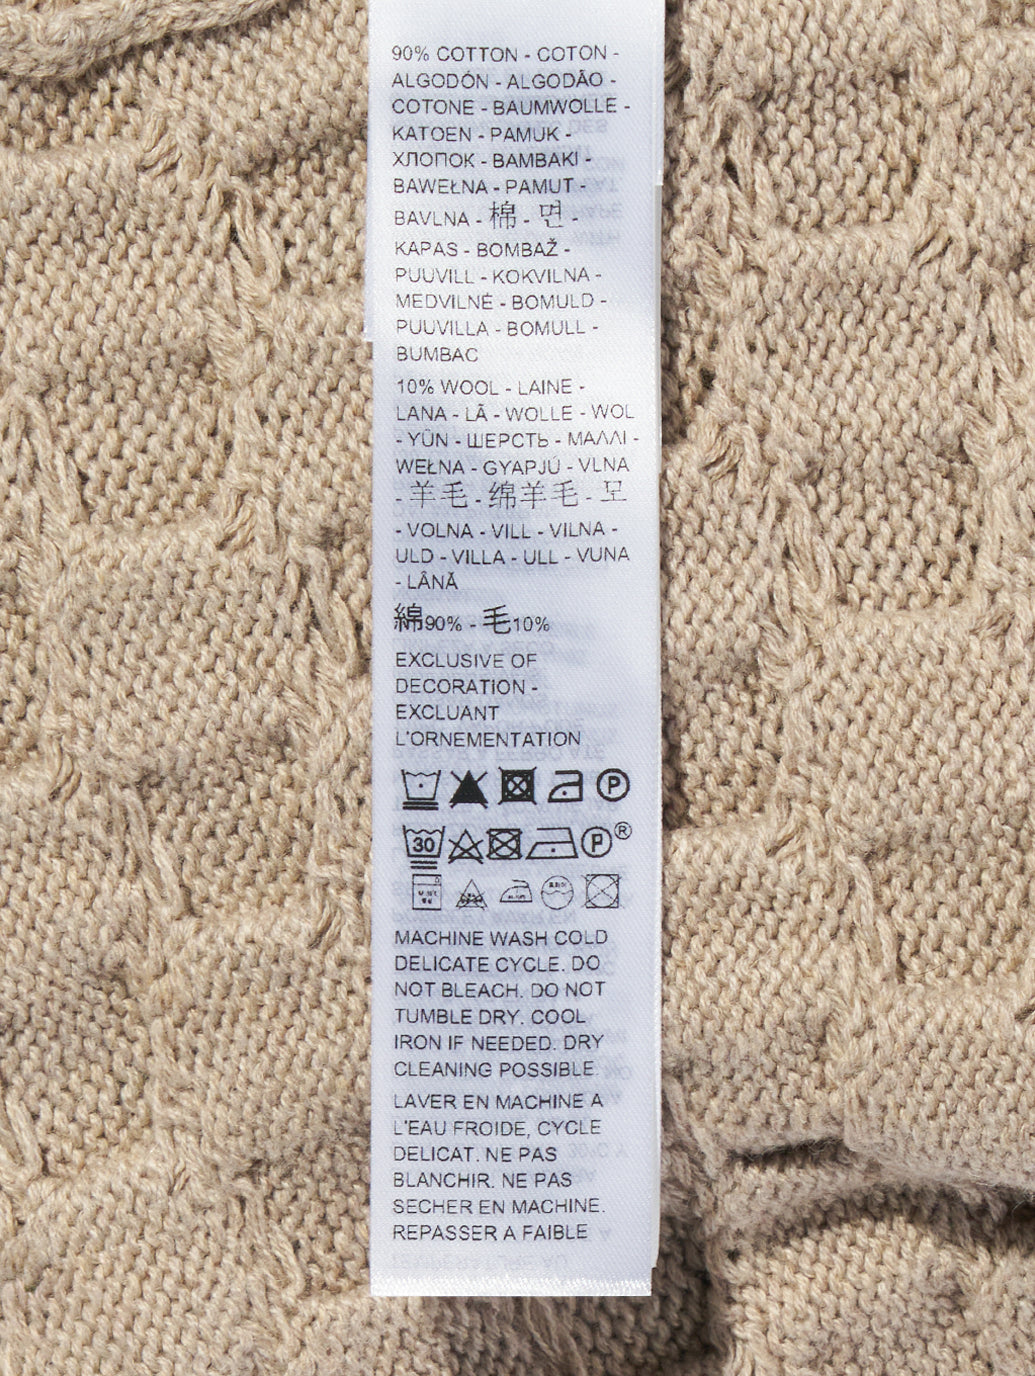 90% COTTON - COTON -
ALGODÓN - ALGODÃO -
COTONE - BAUMWOLLE -
KATOEN - PAMUK -
ХЛОПОК - ΒΑΜΒΑΚΙ -
BAWEŁNA - PAMUT -
BAVLNA - 棉 - 면 -
KAPAS - BOMBAŽ -
PUUVILL - KOKVILNA -
MEDVILNĖ - BOMULD -
PUUVILLA - BOMULL -
BUMBAC
10% WOOL - LAINE -
LANA - LÃ - WOLLE - WOL
- YÜN - ШЕРСТЬ - ΜΑΛΛΙ -
WEŁNA - GYAPJÚ - VLNA
- 羊毛 - 绵羊毛 - 모
- VOLNA - VILL - VILNA -
ULD - VILLA - ULL - VUNA
- LÂNĂ
綿90% - 毛10%
EXCLUSIVE OF
DECORATION -
EXCLUANT
L'ORNEMENTATION
P
30 P ®
MACHINE WASH COLD
DELICATE CYCLE. DO
NOT BLEACH. DO NOT
TUMBLE DRY. COOL
IRON IF NEEDED. DRY
CLEANING POSSIBLE
LAVER EN MACHINE A
L'EAU FROIDE, CYCLE
DELICAT. NE PAS
BLANCHIR. NE PAS
SECHER EN MACHINE.
REPASSER A FAIBLE